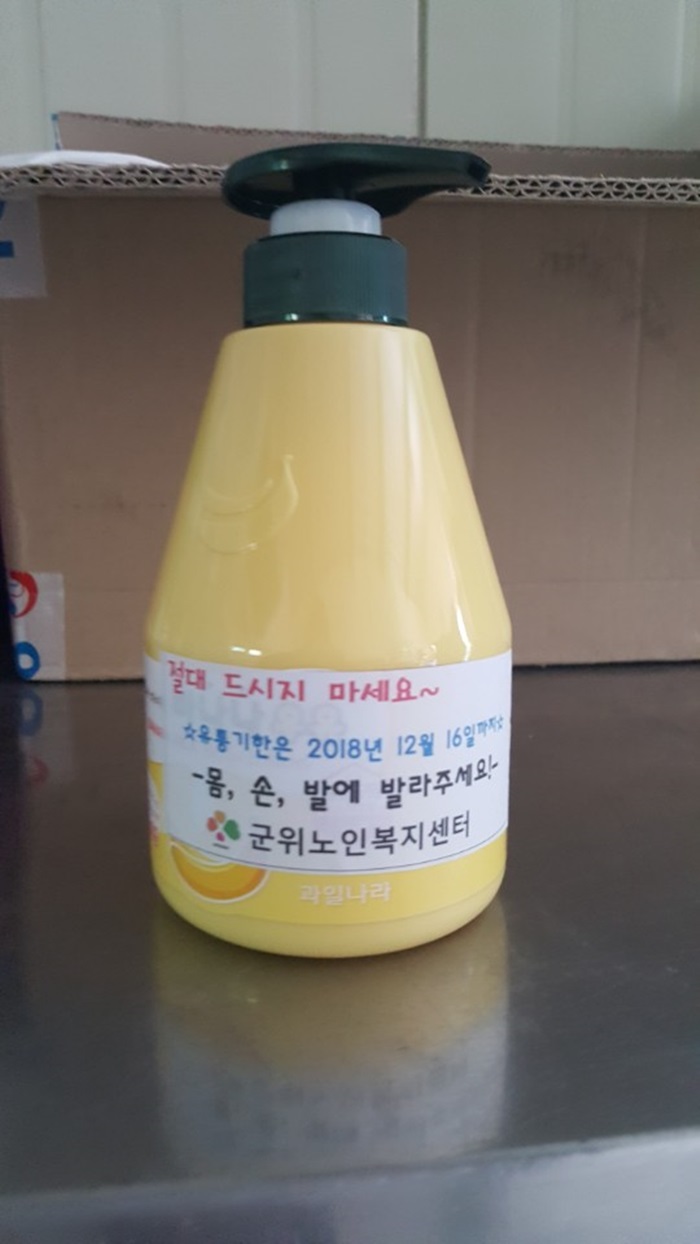 절대 드시지 마세요~
☆유통기한은 2018년 12월 16일까지☆
-몸, 손, 발에 발라주세요!-
군위노인복지센터
과일나라